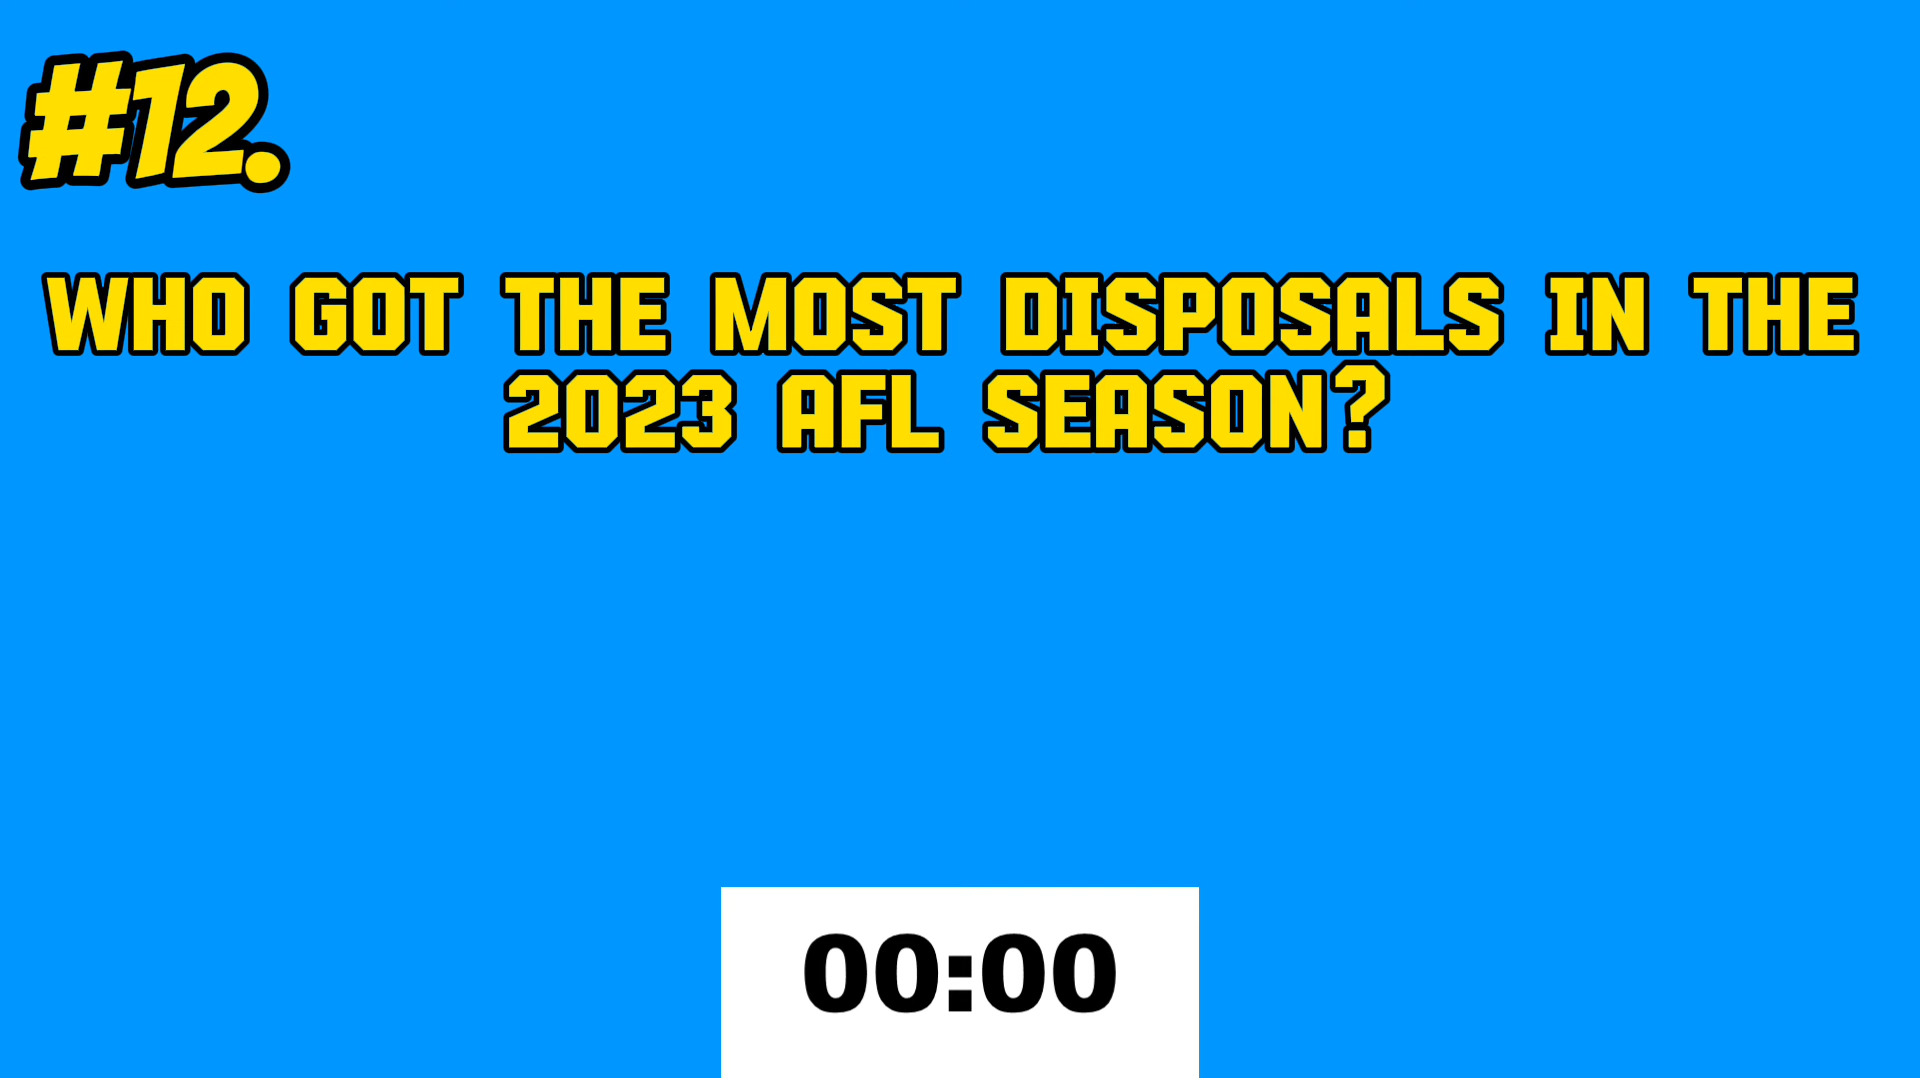 #12.
WHO GOT THE MOST DISPOSALS IN THE
2023 AFL SEASON?
00:00